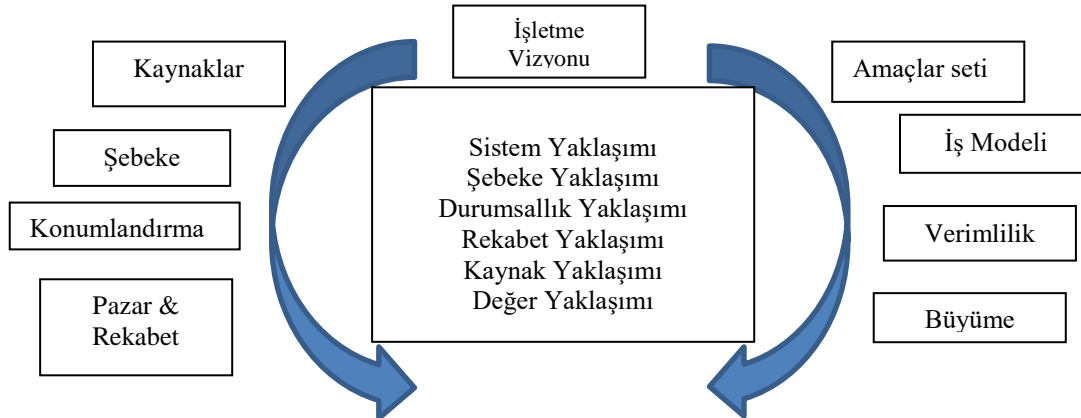 İşletme
Vizyonu
Kaynaklar
Şebeke
Konumlandırma
Pazar &
Rekabet
Sistem Yaklaşımı
Şebeke Yaklaşımı
Durumsallık Yaklaşımı
Rekabet Yaklaşımı
Kaynak Yaklaşımı
Değer Yaklaşımı
Amaçlar seti
İş Modeli
Verimlilik
Büyüme